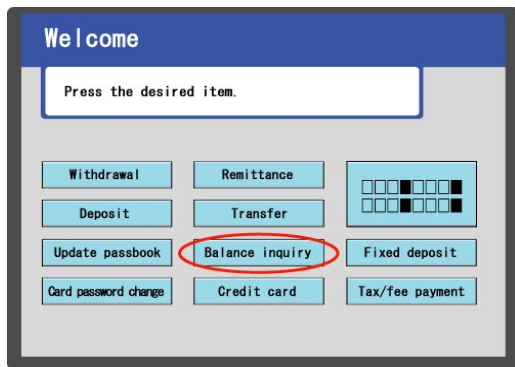 Welcome
Press the desired item.
Withdrawal
Remittance
Deposit
Transfer
Update passbook
Balance inquiry
Fixed deposit
Card password change
Credit card
Tax/fee payment